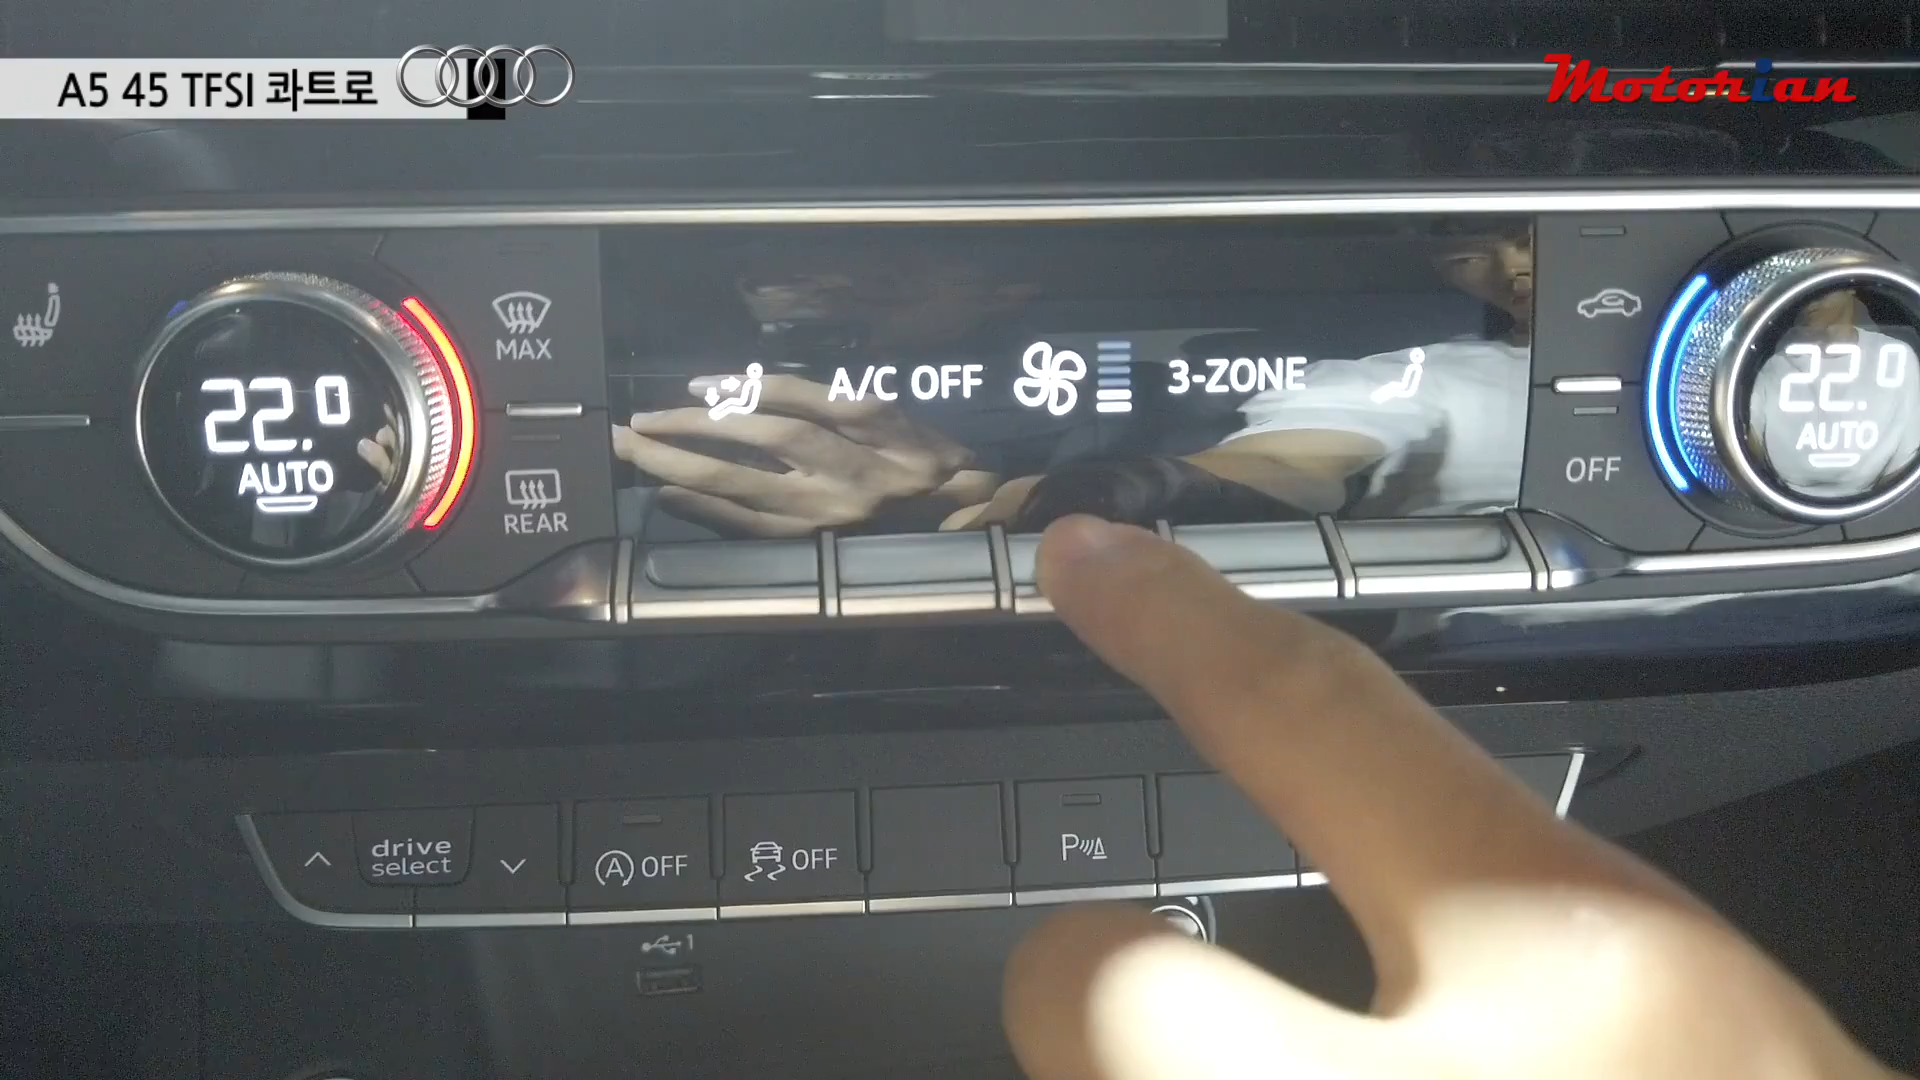 A5 45 TFSI 콰트로
Motorian
MAX
22.0
AUTO
A/C OFF
3-ZONE
22.0
AUTO
REAR
OFF
drive
select
A OFF
OFF
P
1